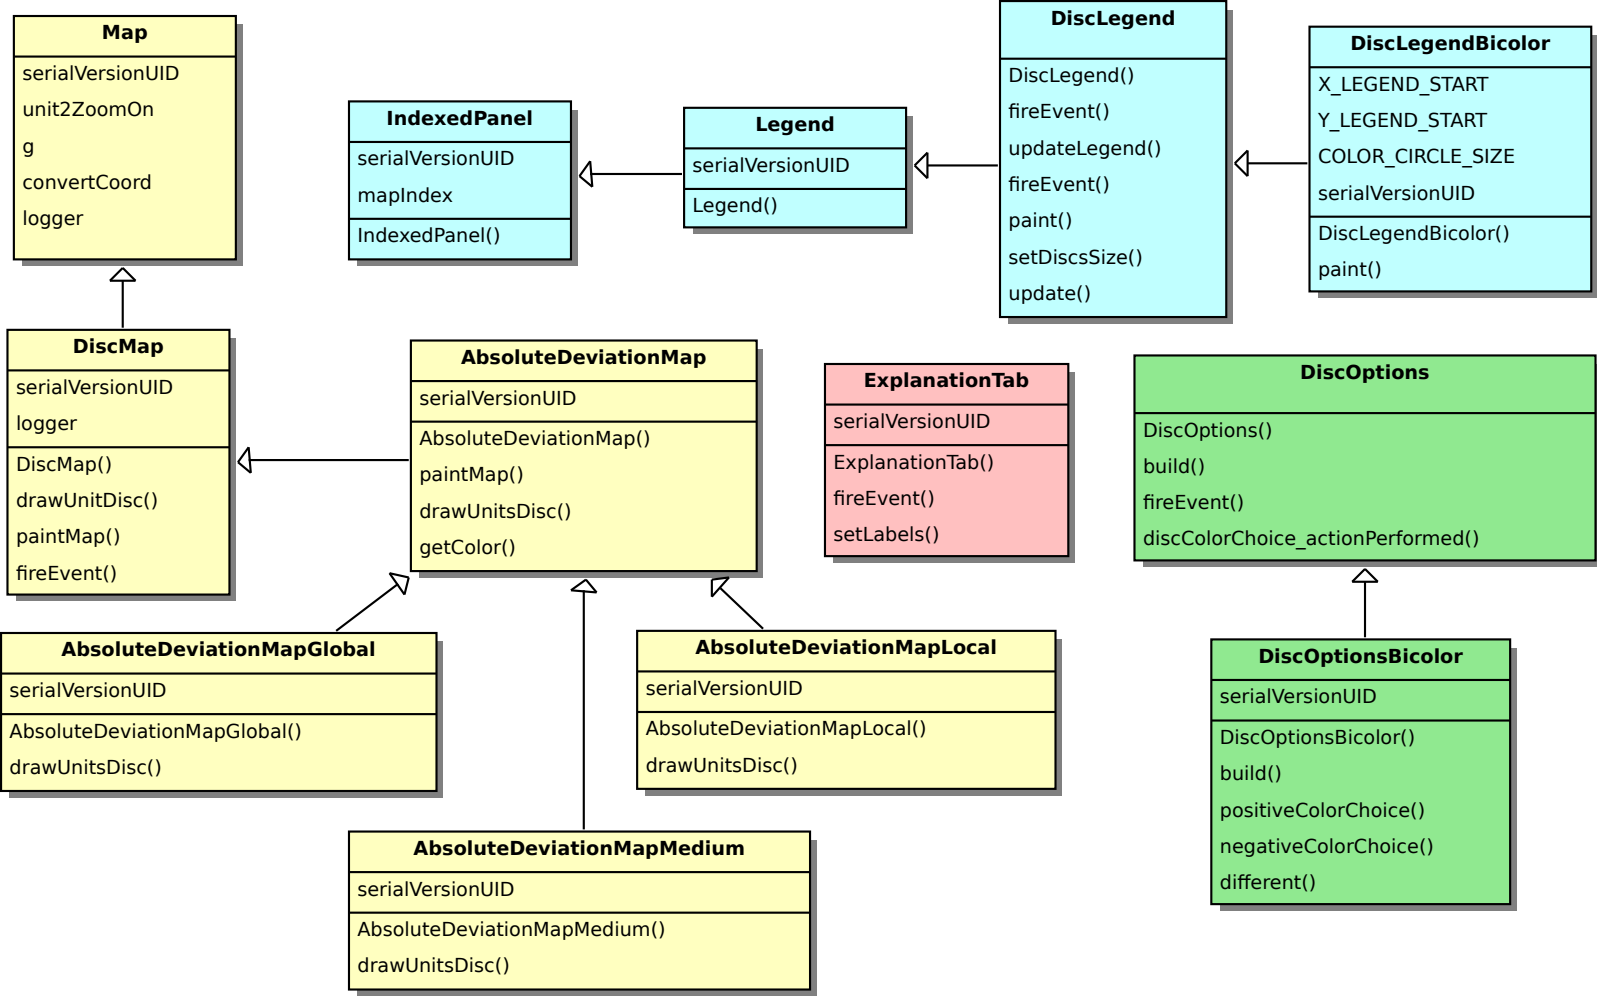 Map
serialVersionUID
unit2ZoomOn
g
convertCoord
logger
IndexedPanel
serialVersionUID
mapIndex
IndexedPanel()
Legend
serialVersionUID
Legend()
DiscLegend
DiscLegend()
fireEvent()
updateLegend()
fireEvent()
paint()
setDiscsSize()
update()
DiscLegendBicolor
X_LEGEND_START
Y_LEGEND_START
COLOR_CIRCLE_SIZE
serialVersionUID
DiscLegendBicolor()
paint()
DiscMap
serialVersionUID
logger
DiscMap()
drawUnitDisc()
paintMap()
fireEvent()
AbsoluteDeviationMap
serialVersionUID
AbsoluteDeviationMap()
paintMap()
drawUnitsDisc()
getColor()
ExplanationTab
serialVersionUID
ExplanationTab()
fireEvent()
setLabels()
DiscOptions
DiscOptions()
build()
fireEvent()
discColorChoice_actionPerformed()
AbsoluteDeviationMapGlobal
serialVersionUID
AbsoluteDeviationMapGlobal()
drawUnitsDisc()
AbsoluteDeviationMapLocal
serialVersionUID
AbsoluteDeviationMapLocal()
drawUnitsDisc()
DiscOptionsBicolor
serialVersionUID
DiscOptionsBicolor()
build()
positiveColorChoice()
negativeColorChoice()
different()
AbsoluteDeviationMapMedium
serialVersionUID
AbsoluteDeviationMapMedium()
drawUnitsDisc()